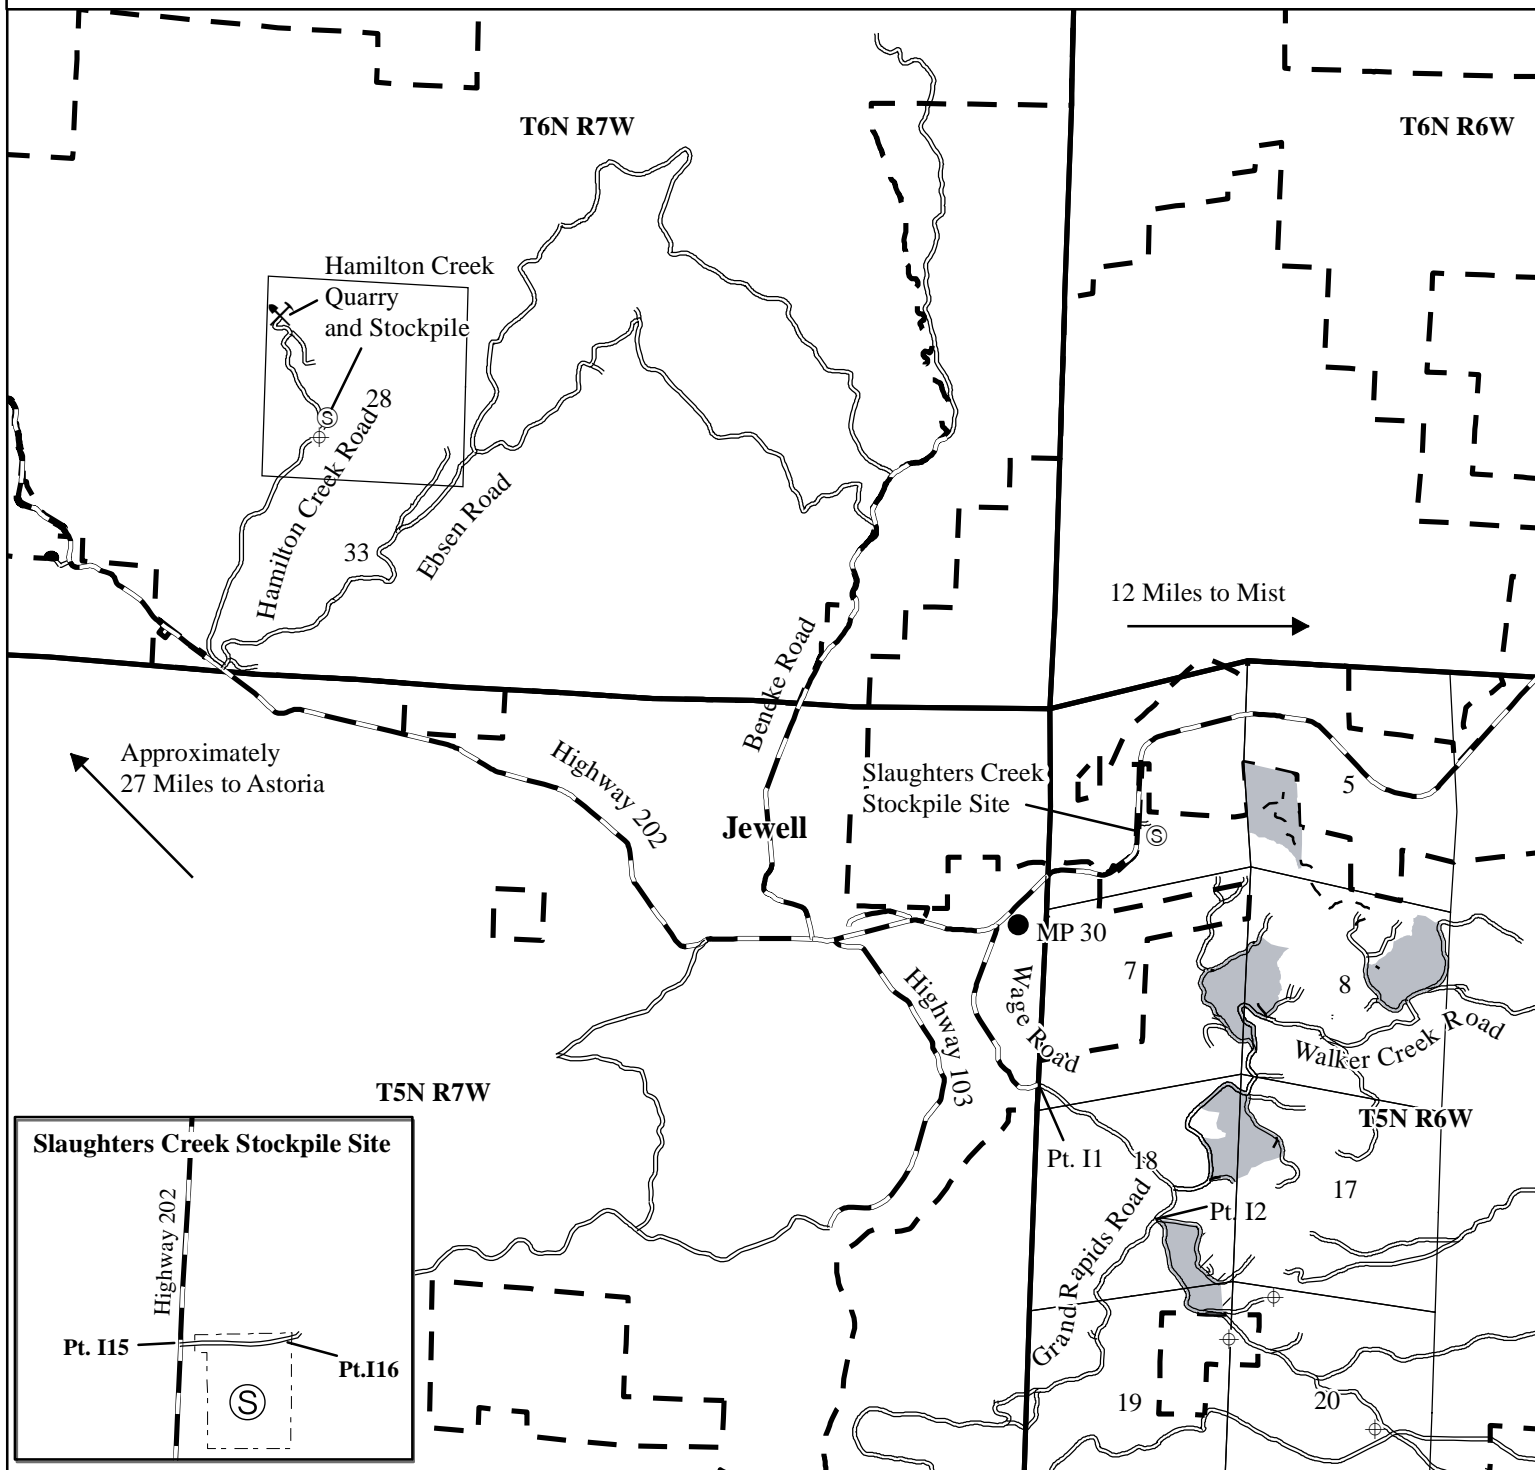 T6N R7W
T6N R6W
Hamilton Creek
Quarry
and Stockpile
28
S
Hamilton Creek Road
Ebsen Road
33
12 Miles to Mist
Beneke Road
Approximately
27 Miles to Astoria
Highway 202
Jewell
Slaughters Creek
Stockpile Site
S
5
MP 30
7
8
Wage Road
Highway 103
Walker Creek Road
T5N R7W
T5N R6W
Pt. I1
18
17
Pt. I2
Grand Rapids Road
19
20
Slaughters Creek Stockpile Site
Highway 202
Pt. I15
Pt.I16
S